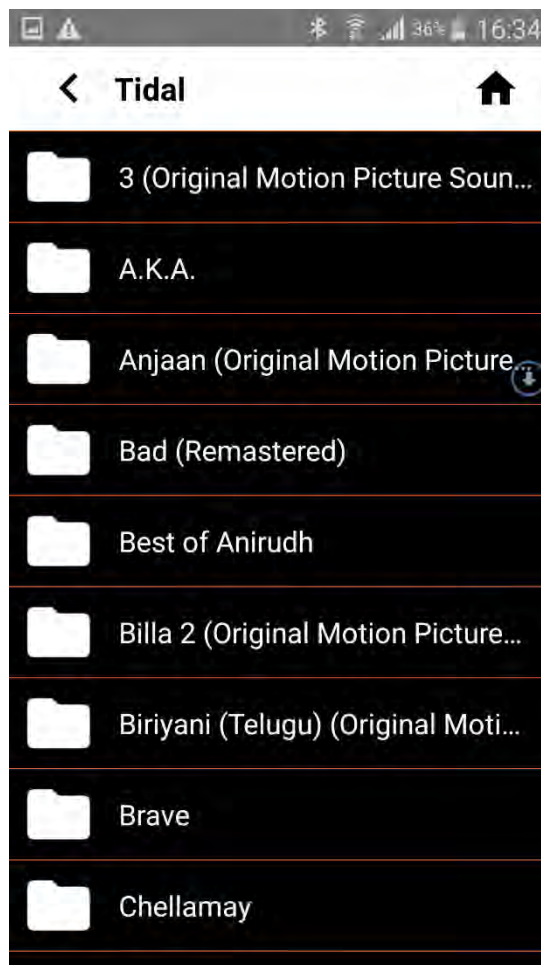 36% 16:34
Tidal
3 (Original Motion Picture Soun...
A.K.A.
Anjaan (Original Motion Picture...
Bad (Remastered)
Best of Anirudh
Billa 2 (Original Motion Picture...
Biriyani (Telugu) (Original Moti...
Brave
Chellamay